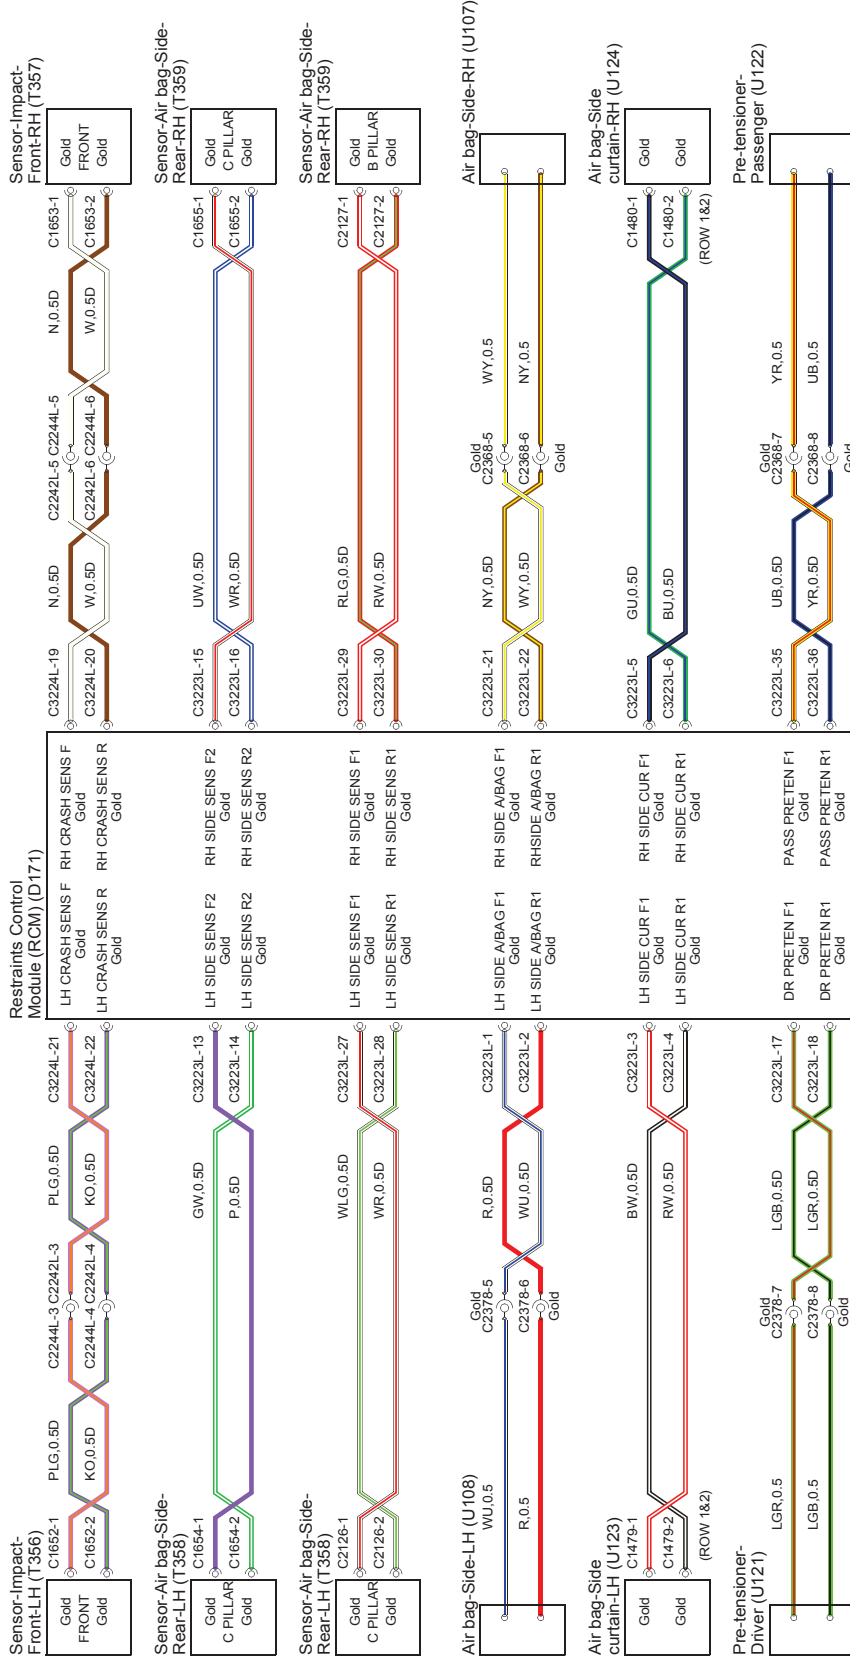 Sensor-Impact-
Front-RH (T357)
Gold
FRONT
Gold
C1653-1
C1653-2
N,0.5D
W,0.5D
C2244L-5
C2244L-6
C2242L-5
C2242L-6
N,0.5D
W,0.5D
C3224L-19
C3224L-20
Sensor-Air bag-Side-
Rear-RH (T359)
Gold
C PILLAR
Gold
C1655-1
C1655-2
UW,0.5D
WR,0.5D
C3223L-15
C3223L-16
Sensor-Air bag-Side-
Rear-RH (T359)
Gold
B PILLAR
Gold
C2127-1
C2127-2
RLG,0.5D
RW,0.5D
C3223L-29
C3223L-30
Air bag-Side-RH (U107)
WY,0.5
NY,0.5
Gold
C2368-5
C2368-6
Gold
NY,0.5D
WY,0.5D
C3223L-21
C3223L-22
Air bag-Side
curtain-RH (U124)
Gold
Gold
C1480-1
C1480-2
(ROW 1&2)
GU,0.5D
BU,0.5D
C3223L-5
C3223L-6
Pre-tensioner-
Passenger (U122)
YR,0.5
UB,0.5
Gold
C2368-7
C2368-8
Gold
UB,0.5D
YR,0.5D
C3223L-35
C3223L-36
Restraints Control
Module (RCM) (D171)
LH CRASH SENS F
Gold
LH CRASH SENS R
Gold
RH CRASH SENS F
Gold
RH CRASH SENS R
Gold
LH SIDE SENS F2
Gold
LH SIDE SENS R2
Gold
RH SIDE SENS F2
Gold
RH SIDE SENS R2
Gold
LH SIDE SENS F1
Gold
LH SIDE SENS R1
Gold
RH SIDE SENS F1
Gold
RH SIDE SENS R1
Gold
LH SIDE A/BAG F1
Gold
LH SIDE A/BAG R1
Gold
RH SIDE A/BAG F1
Gold
RHSIDE A/BAG R1
Gold
LH SIDE CUR F1
Gold
LH SIDE CUR R1
Gold
RH SIDE CUR F1
Gold
RH SIDE CUR R1
Gold
DR PRETEN F1
Gold
DR PRETEN R1
Gold
PASS PRETEN F1
Gold
PASS PRETEN R1
Gold
Sensor-Impact-
Front-LH (T356)
Gold
FRONT
Gold
C1652-1
C1652-2
PLG,0.5D
KO,0.5D
C2244L-3
C2244L-4
C2242L-3
C2242L-4
PLG,0.5D
KO,0.5D
C3224L-21
C3224L-22
Sensor-Air bag-Side-
Rear-LH (T358)
Gold
C PILLAR
Gold
C1654-1
C1654-2
GW,0.5D
P,0.5D
C3223L-13
C3223L-14
Sensor-Air bag-Side-
Rear-LH (T358)
Gold
C PILLAR
Gold
C2126-1
C2126-2
WLG,0.5D
WR,0.5D
C3223L-27
C3223L-28
Air bag-Side-LH (U108)
WU,0.5
R,0.5
Gold
C2378-5
C2378-6
Gold
R,0.5D
WU,0.5D
C3223L-1
C3223L-2
Air bag-Side
curtain-LH (U123)
Gold
Gold
C1479-1
C1479-2
(ROW 1&2)
BW,0.5D
RW,0.5D
C3223L-3
C3223L-4
Pre-tensioner-
Driver (U121)
LGR,0.5
LGB,0.5
Gold
C2378-7
C2378-8
Gold
LGB,0.5D
LGR,0.5D
C3223L-17
C3223L-18